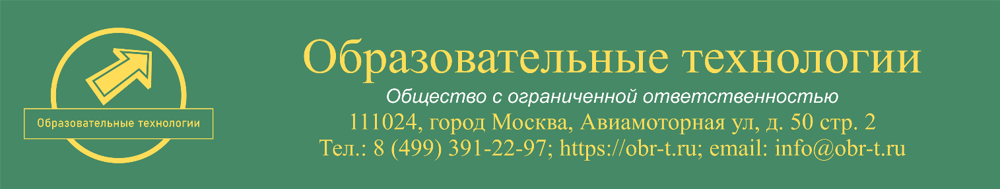 Образовательные технологии
Образовательные технологии
Общество с ограниченной ответственностью
111024, город Москва, Авиамоторная ул, д. 50 стр. 2
Тел.: 8 (499) 391-22-97; https://obr-t.ru; email: info@obr-t.ru